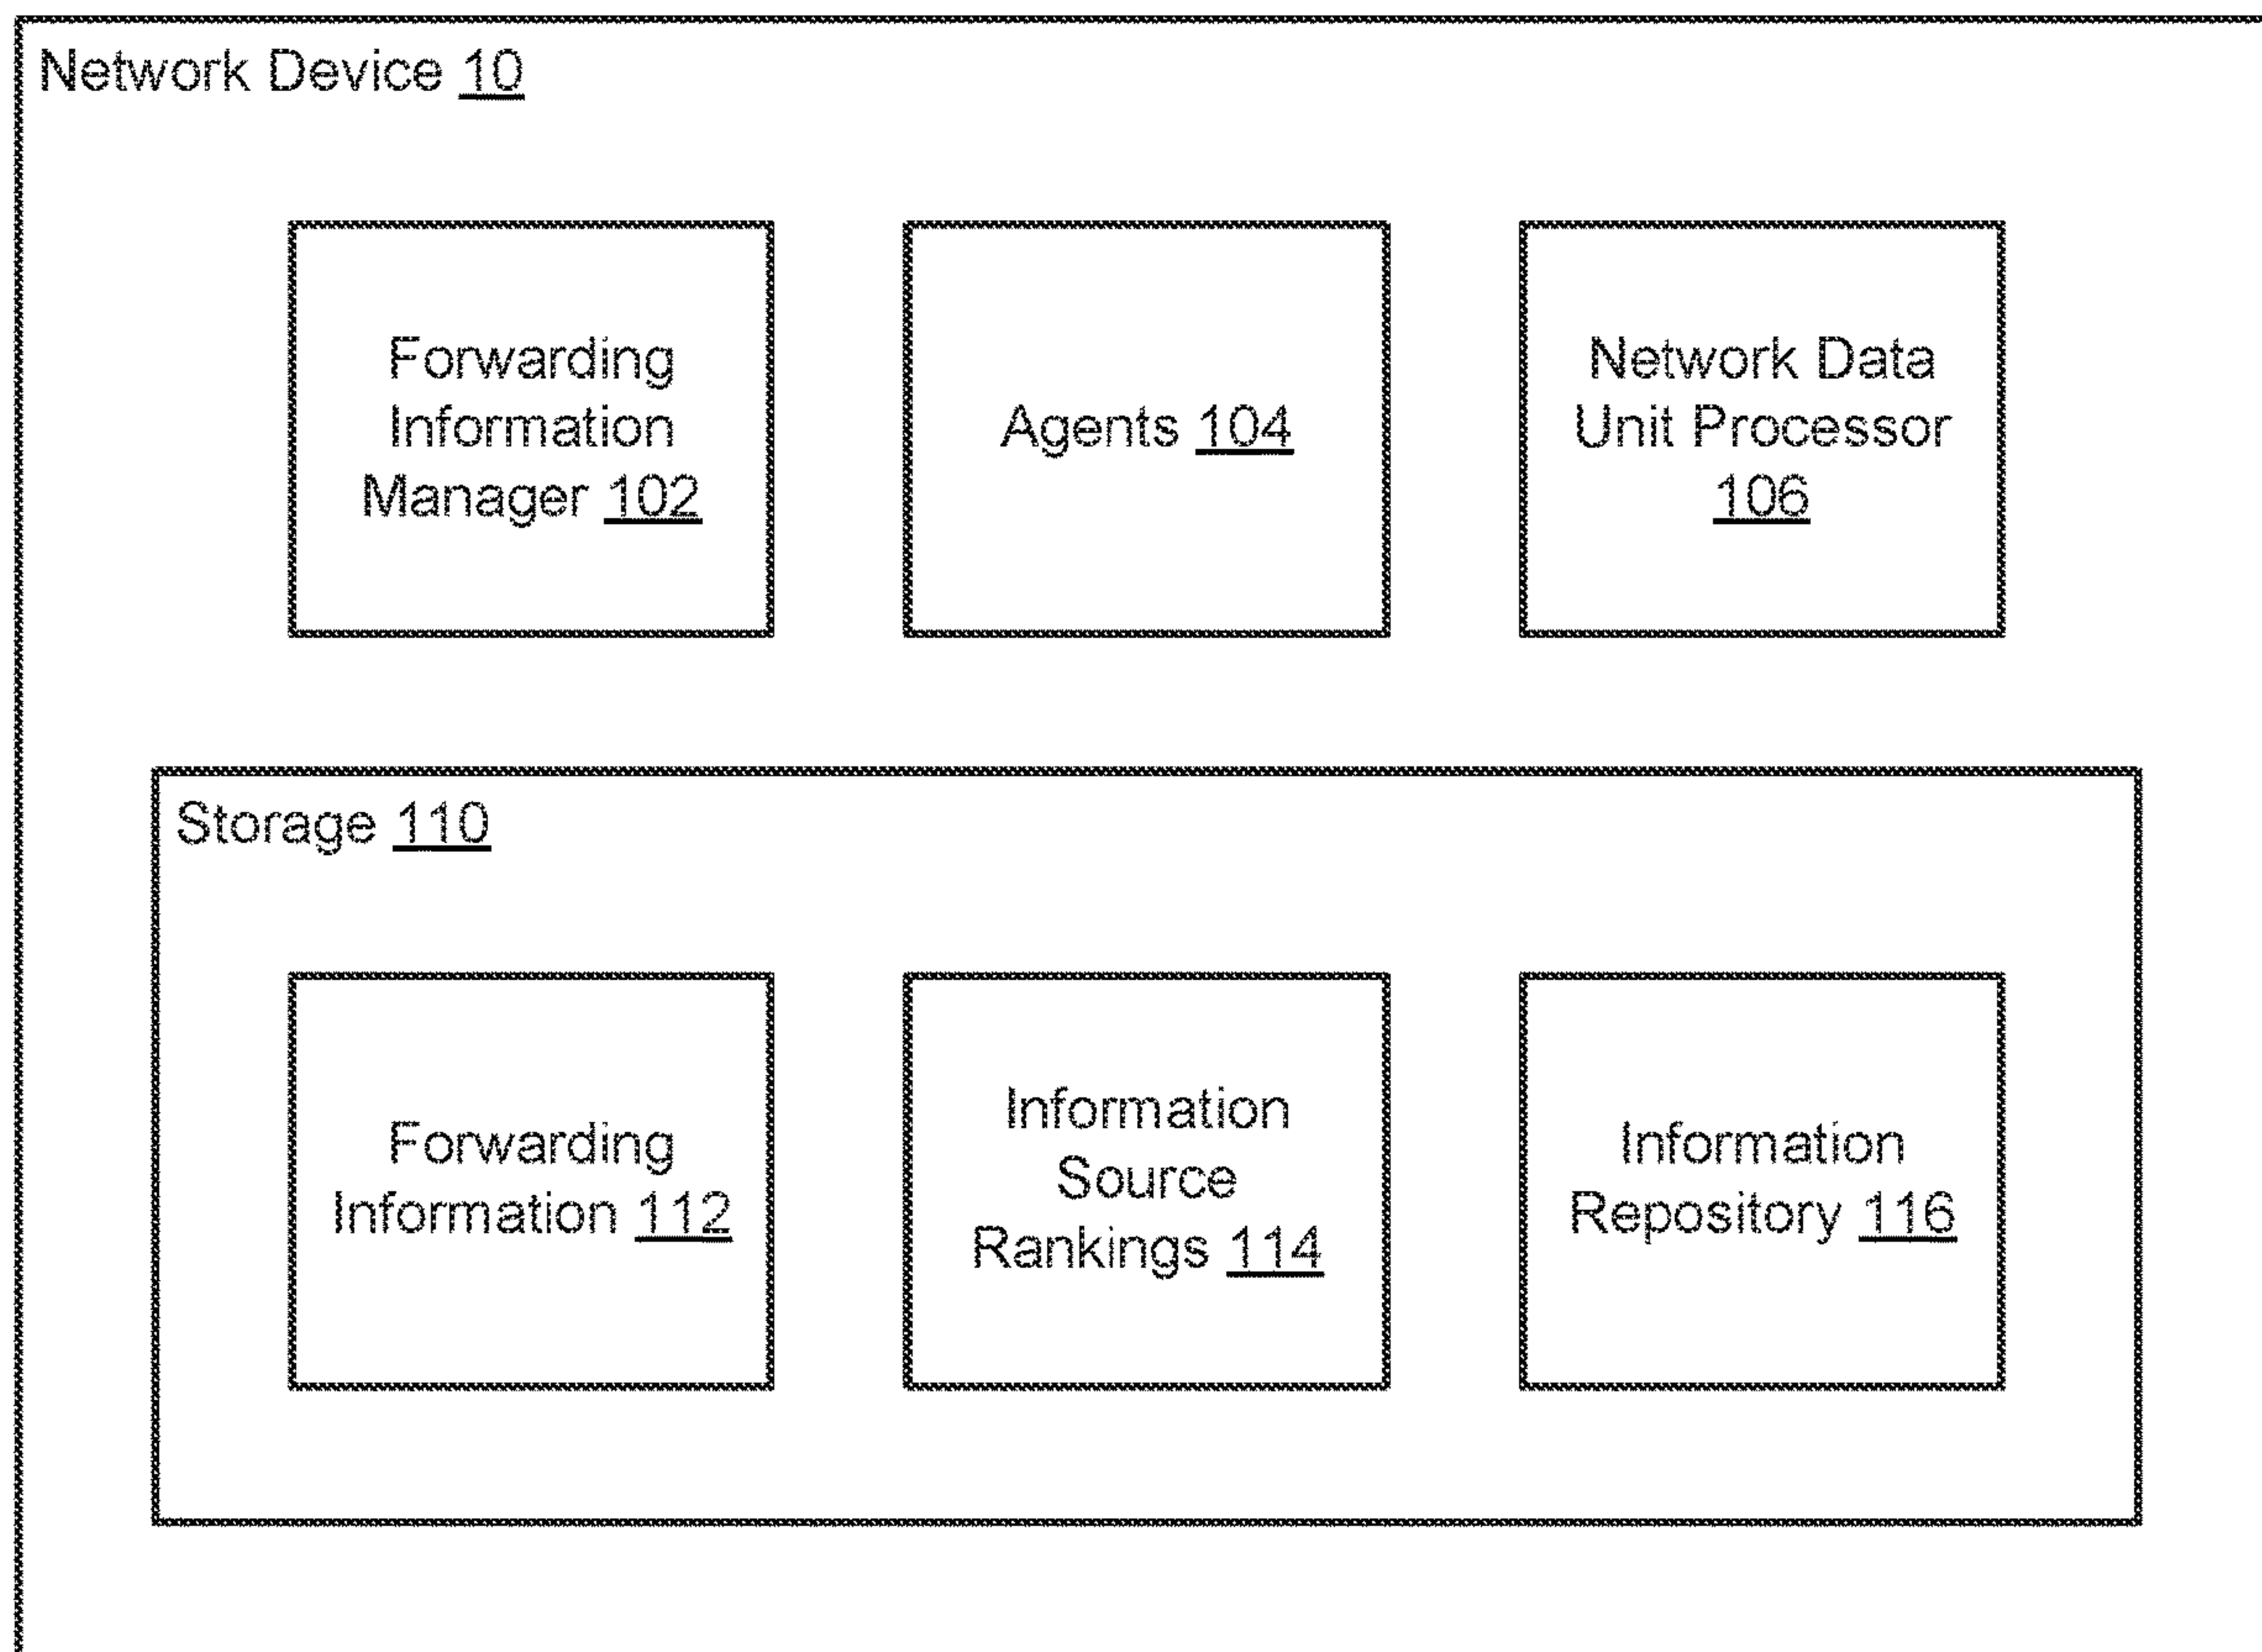 Network Device 10
Forwarding
Information
Manager 102
Agents 104
Network Data
Unit Processor
106
Storage 110
Forwarding
Information 112
Information
Source
Rankings 114
Information
Repository 116